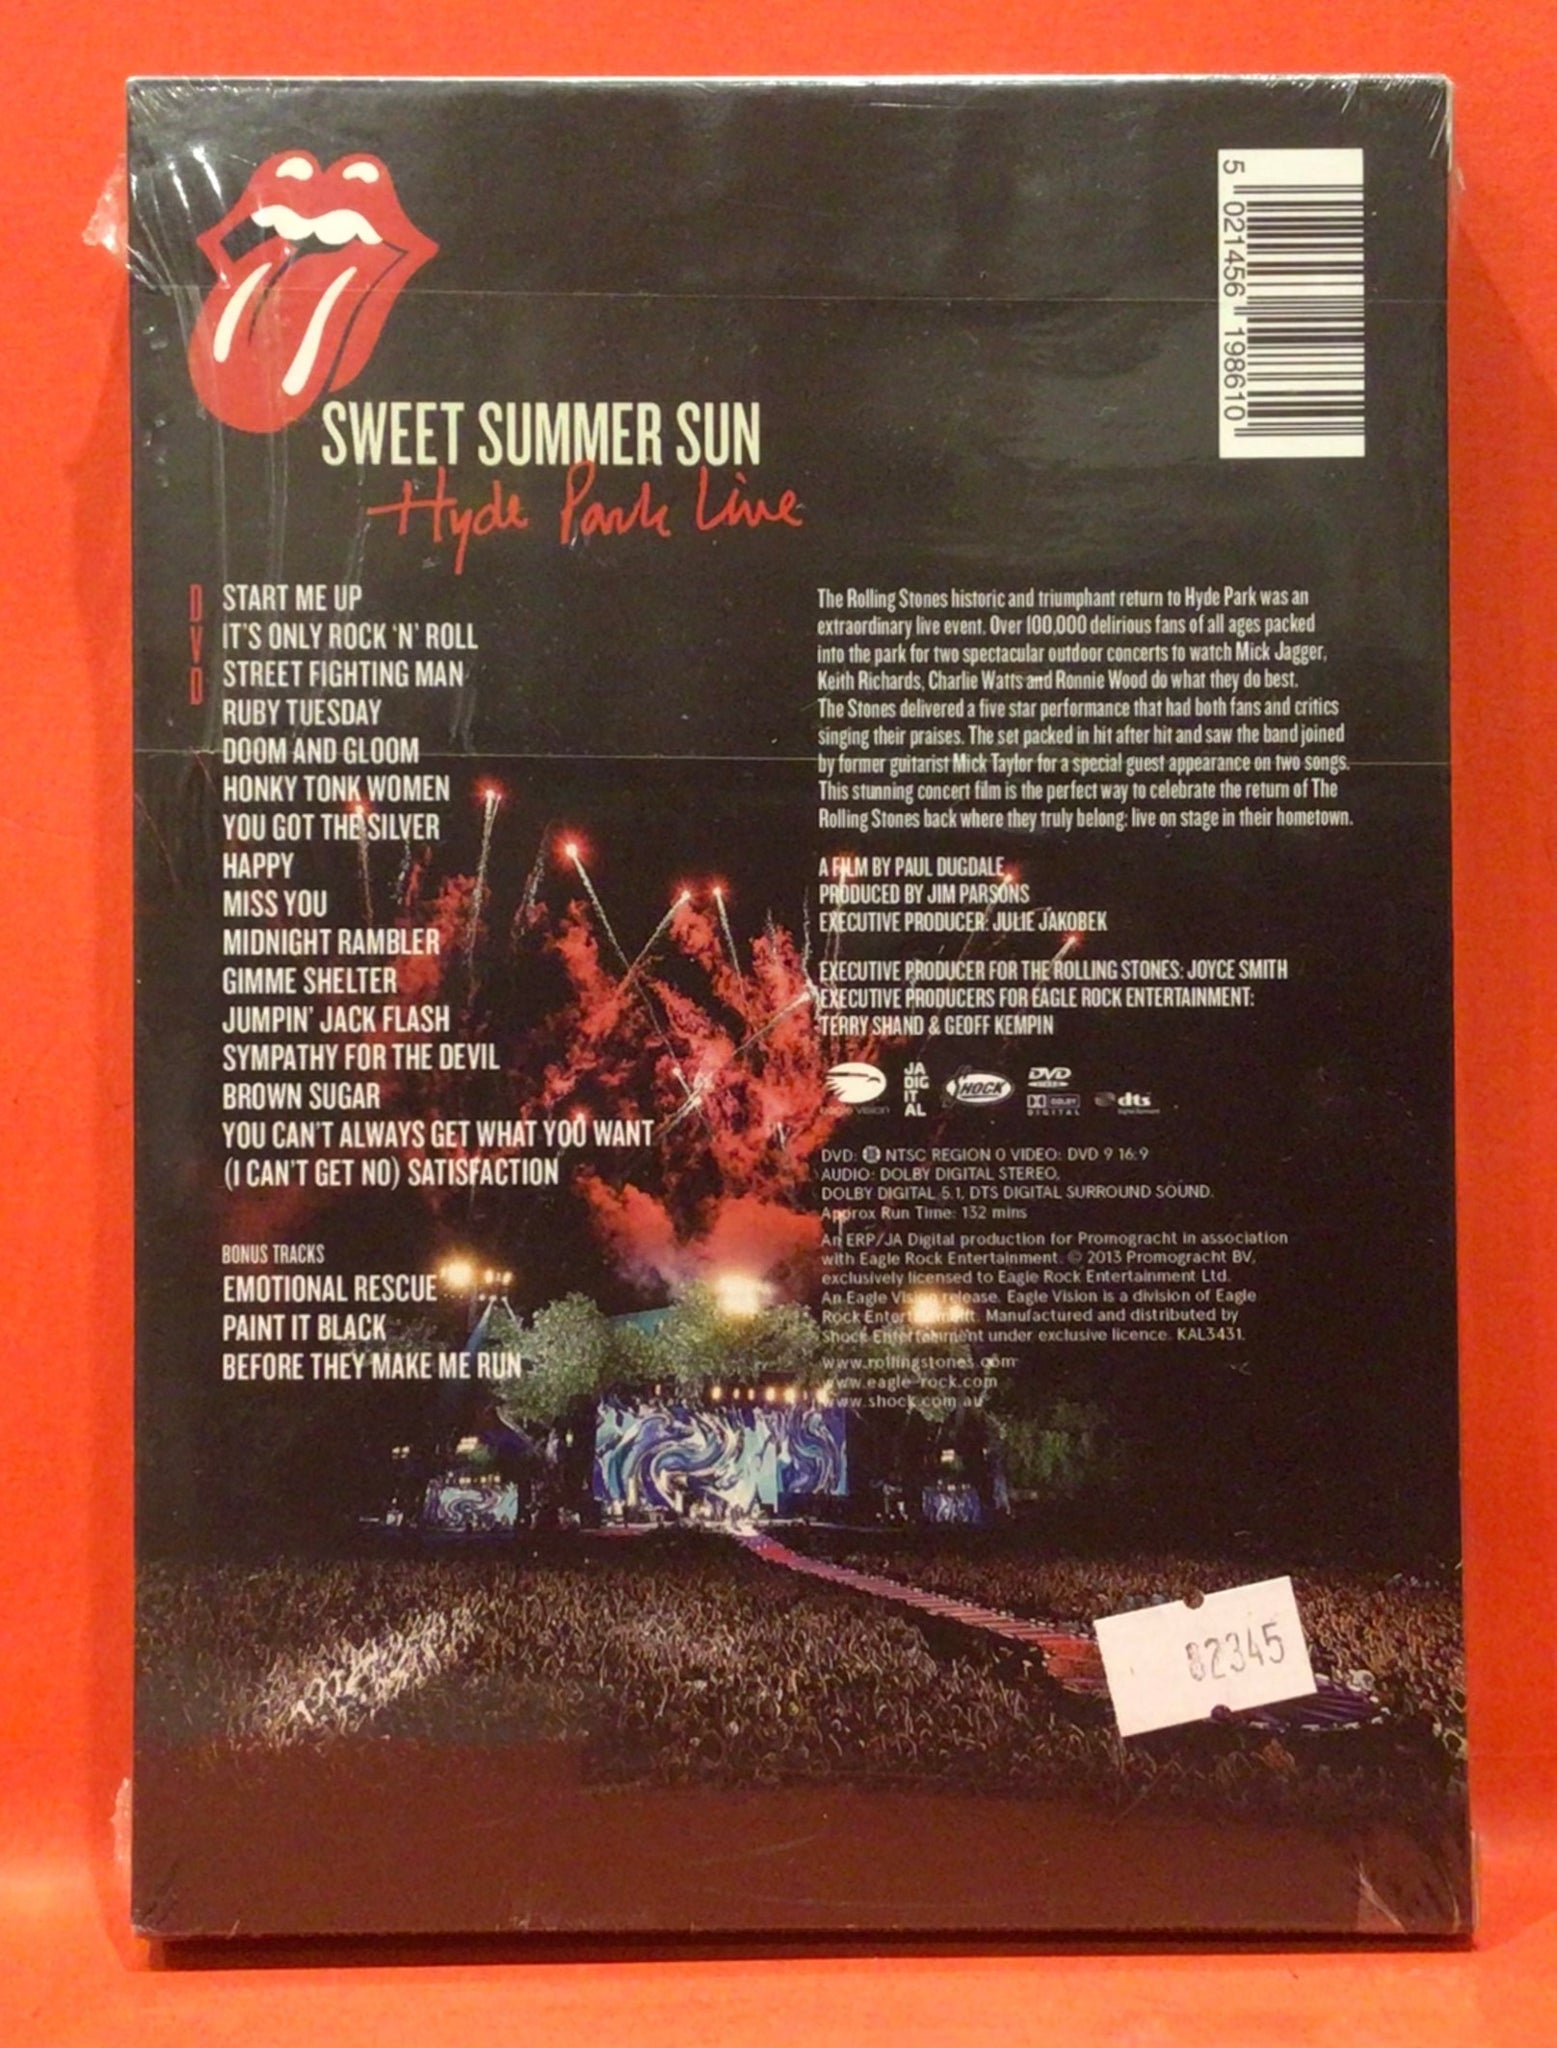 5 021456 198610
SWEET SUMMER SUN
Hyde Park Live
DVD
START ME UP
IT'S ONLY ROCK 'N' ROLL
STREET FIGHTING MAN
RUBY TUESDAY
DOOM AND GLOOM
HONKY TONK WOMEN
YOU GOT THE SILVER
HAPPY
MISS YOU
MIDNIGHT RAMBLER
GIMME SHELTER
JUMPIN' JACK FLASH
SYMPATHY FOR THE DEVIL
BROWN SUGAR
YOU CAN'T ALWAYS GET WHAT YOU WANT
(I CAN'T GET NO) SATISFACTION
BONUS TRACKS
EMOTIONAL RESCUE
PAINT IT BLACK
BEFORE THEY MAKE ME RUN
The Rolling Stones historic and triumphant return to Hyde Park was an
extraordinary live event. Over 100,000 delirious fans of all ages packed
into the park for two spectacular outdoor concerts to watch Mick Jagger,
Keith Richards, Charlie Watts and Ronnie Wood do what they do best.
The Stones delivered a five star performance that had both fans and critics
singing their praises. The set packed in hit after hit and saw the band joined
by former guitarist Mick Taylor for a special guest appearance on two songs.
This stunning concert film is the perfect way to celebrate the return of The
Rolling Stones back where they truly belong: live on stage in their hometown.
A FILM BY PAUL DUGDALE
PRODUCED BY JIM PARSONS
EXECUTIVE PRODUCER: JULIE JAKOBEK
EXECUTIVE PRODUCER FOR THE ROLLING STONES: JOYCE SMITH
EXECUTIVE PRODUCERS FOR EAGLE ROCK ENTERTAINMENT:
TERRY SHAND & GEOFF KEMPIN
eagle vision
JA
DIG
IT
AL
SHOCK
DVD
VIDEO
DOLBY
DIGITAL
dts
DVD: NTSC REGION 0 VIDEO: DVD 9 16:9
AUDIO: DOLBY DIGITAL STEREO,
DOLBY DIGITAL 5.1, DTS DIGITAL SURROUND SOUND.
Approx Run Time: 132 mins
An ERP/JA Digital production for Promogracht in association
with Eagle Rock Entertainment. © 2013 Promogracht BV,
exclusively licensed to Eagle Rock Entertainment Ltd.
An Eagle Vision release. Eagle Vision is a division of Eagle
Rock Entertainment. Manufactured and distributed by
Shock Entertainment under exclusive licence. KAL3431.
www.rollingstones.com
www.eagle-rock.com
www.shock.com.au
82345